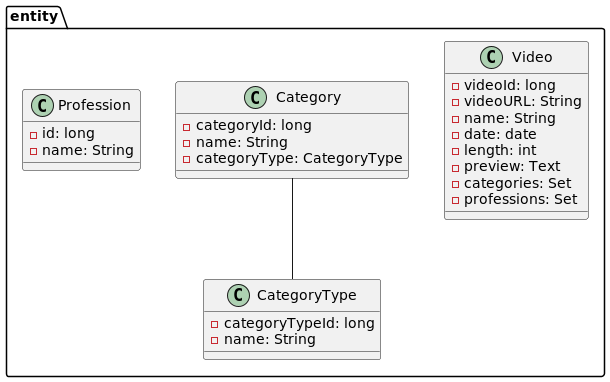 entity
C Profession
id: long
name: String
C Category
categoryId: long
name: String
categoryType: CategoryType
C Video
videoId: long
videoURL: String
name: String
date: date
length: int
preview: Text
categories: Set
professions: Set
C CategoryType
categoryTypeId: long
name: String